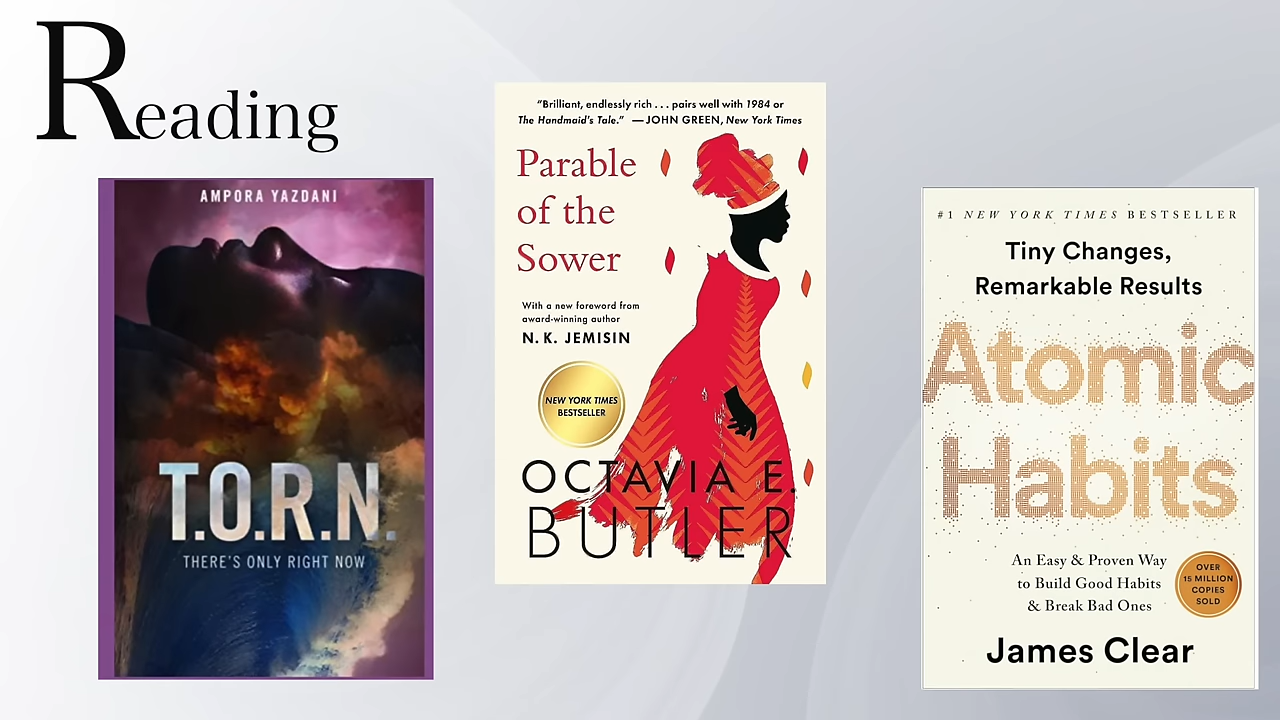 Reading
AMPORA YAZDANI
T.O.R.N.
THERE'S ONLY RIGHT NOW
"Brilliant, endlessly rich . . . pairs well with 1984 or
The Handmaid's Tale." —JOHN GREEN, New York Times
Parable
of the
Sower
With a new foreword from
award-winning author
N. K. JEMISIN
NEW YORK TIMES
BESTSELLER
OCTAVIA E.
BUTLER
#1 NEW YORK TIMES BESTSELLER
Tiny Changes,
Remarkable Results
Atomic
Habits
An Easy & Proven Way
to Build Good Habits
& Break Bad Ones
OVER
15 MILLION
COPIES
SOLD
James Clear